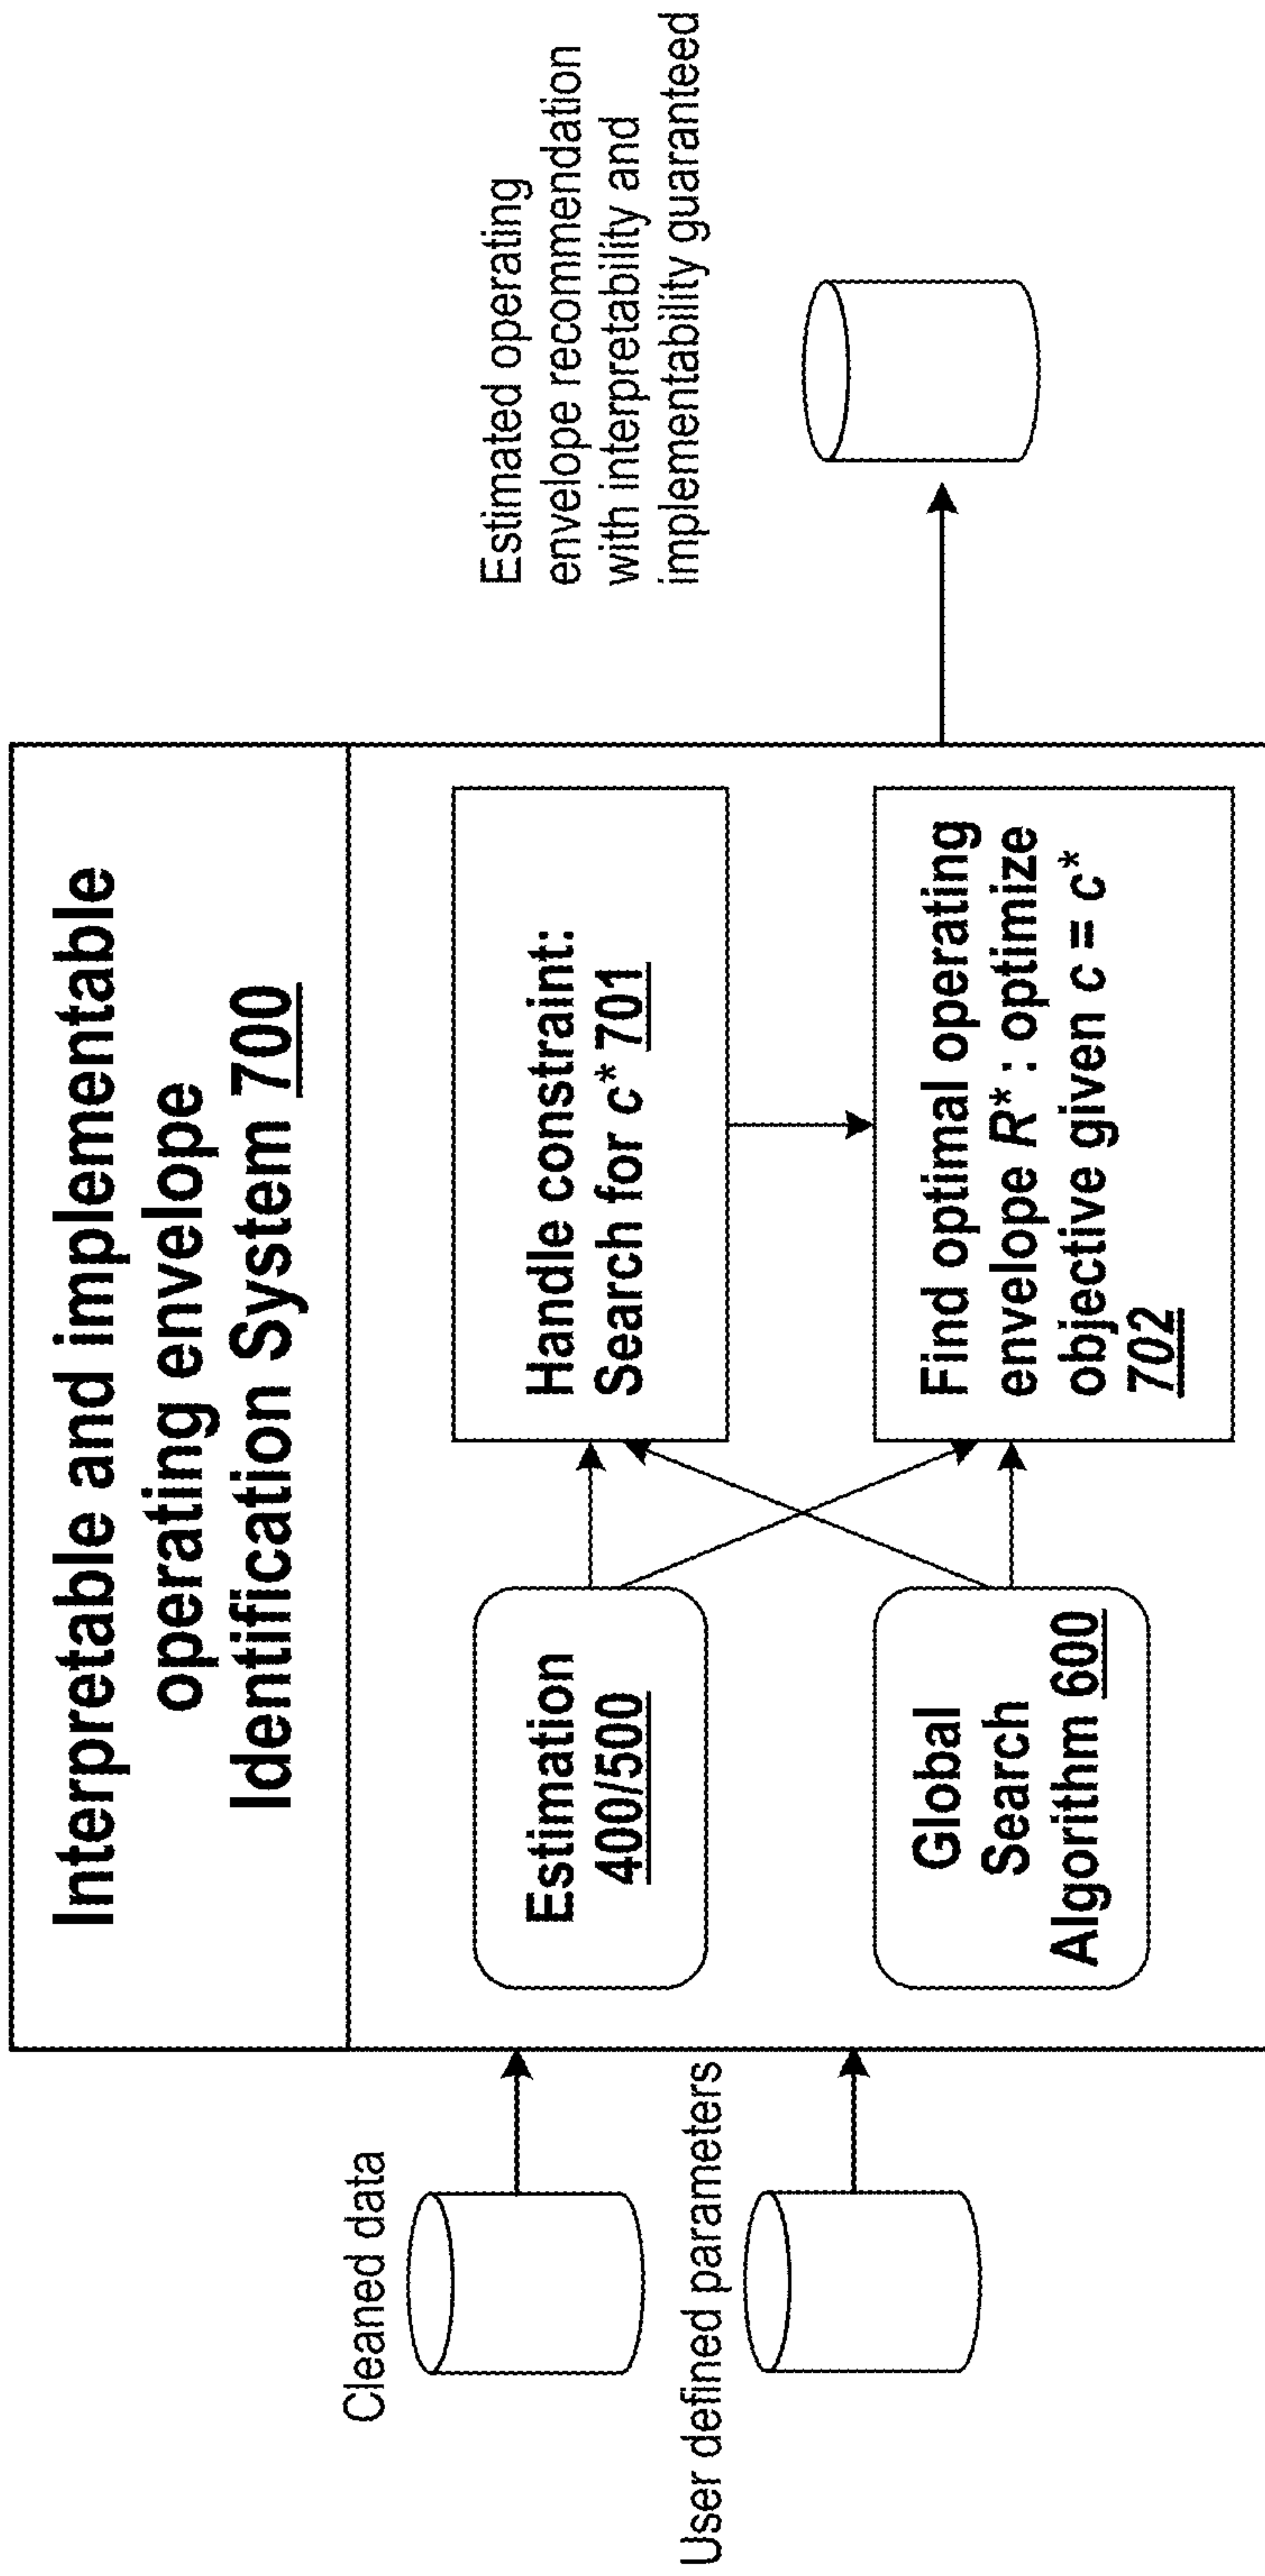 Interpretable and implementable
operating envelope
Identification System 700
Cleaned data
User defined parameters
Estimation
400/500
Global
Search
Algorithm 600
Handle constraint:
Search for c* 701
Find optimal operating
envelope R* : optimize
objective given c = c*
702
Estimated operating
envelope recommendation
with interpretability and
implementability guaranteed